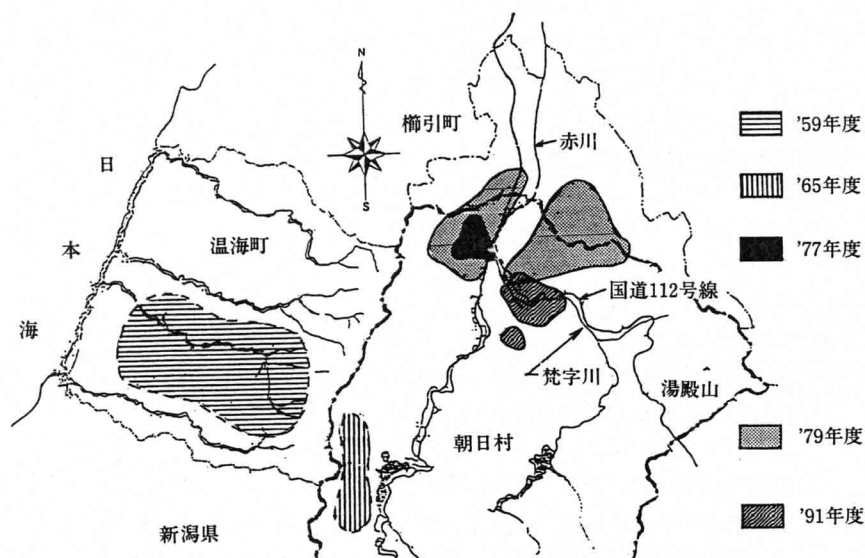 N
S
櫛引町
赤川
日
本
海
温海町
国道112号線
梵字川
湯殿山
朝日村
新潟県
'59年度
'65年度
'77年度
'79年度
'91年度